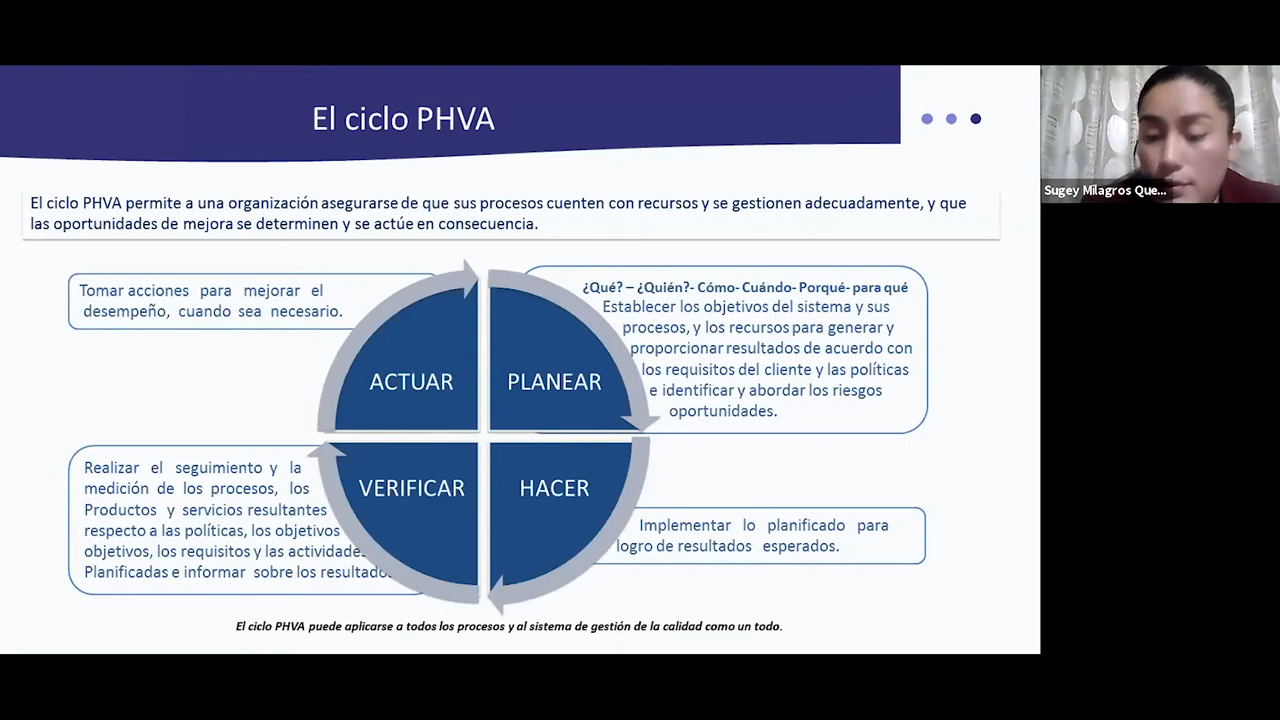 El ciclo PHVA
Sugey Milagros Que...
El ciclo PHVA permite a una organización asegurarse de que sus procesos cuenten con recursos y se gestionen adecuadamente, y que
las oportunidades de mejora se determinen y se actúe en consecuencia.
Tomar acciones para mejorar el
desempeño, cuando sea necesario.
¿Qué? – ¿Quién?- Cómo- Cuándo- Porqué- para qué
Establecer los objetivos del sistema y sus
procesos, y los recursos para generar y
proporcionar resultados de acuerdo con
los requisitos del cliente y las políticas
e identificar y abordar los riesgos
oportunidades.
ACTUAR
PLANEAR
VERIFICAR
HACER
Realizar el seguimiento y la
medición de los procesos, los
Productos y servicios resultantes
respecto a las políticas, los objetivos
objetivos, los requisitos y las actividade
Planificadas e informar sobre los resultado
Implementar lo planificado para
logro de resultados esperados.
El ciclo PHVA puede aplicarse a todos los procesos y al sistema de gestión de la calidad como un todo.